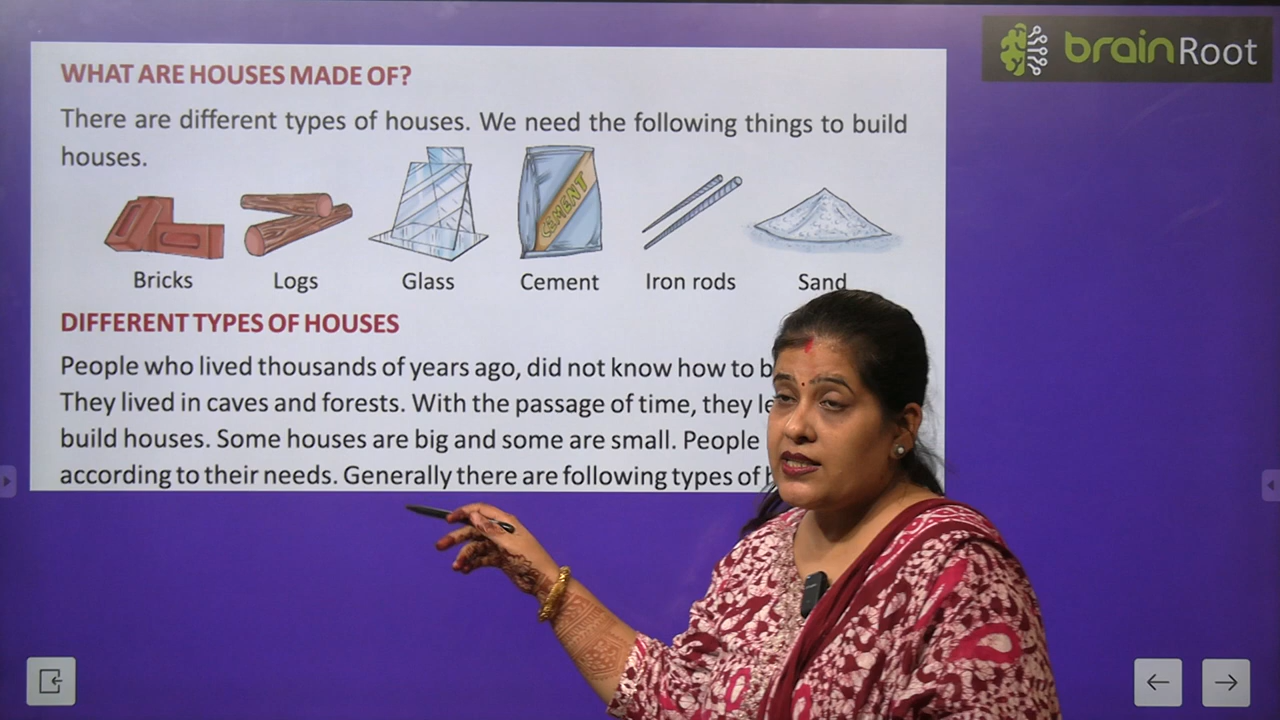 brainRoot
WHAT ARE HOUSES MADE OF?
There are different types of houses. We need the following things to build
houses.
CEMENT
Bricks Logs Glass Cement Iron rods Sand
DIFFERENT TYPES OF HOUSES
People who lived thousands of years ago, did not know how to
They lived in caves and forests. With the passage of time, they
build houses. Some houses are big and some are small. People
according to their needs. Generally there are following types of